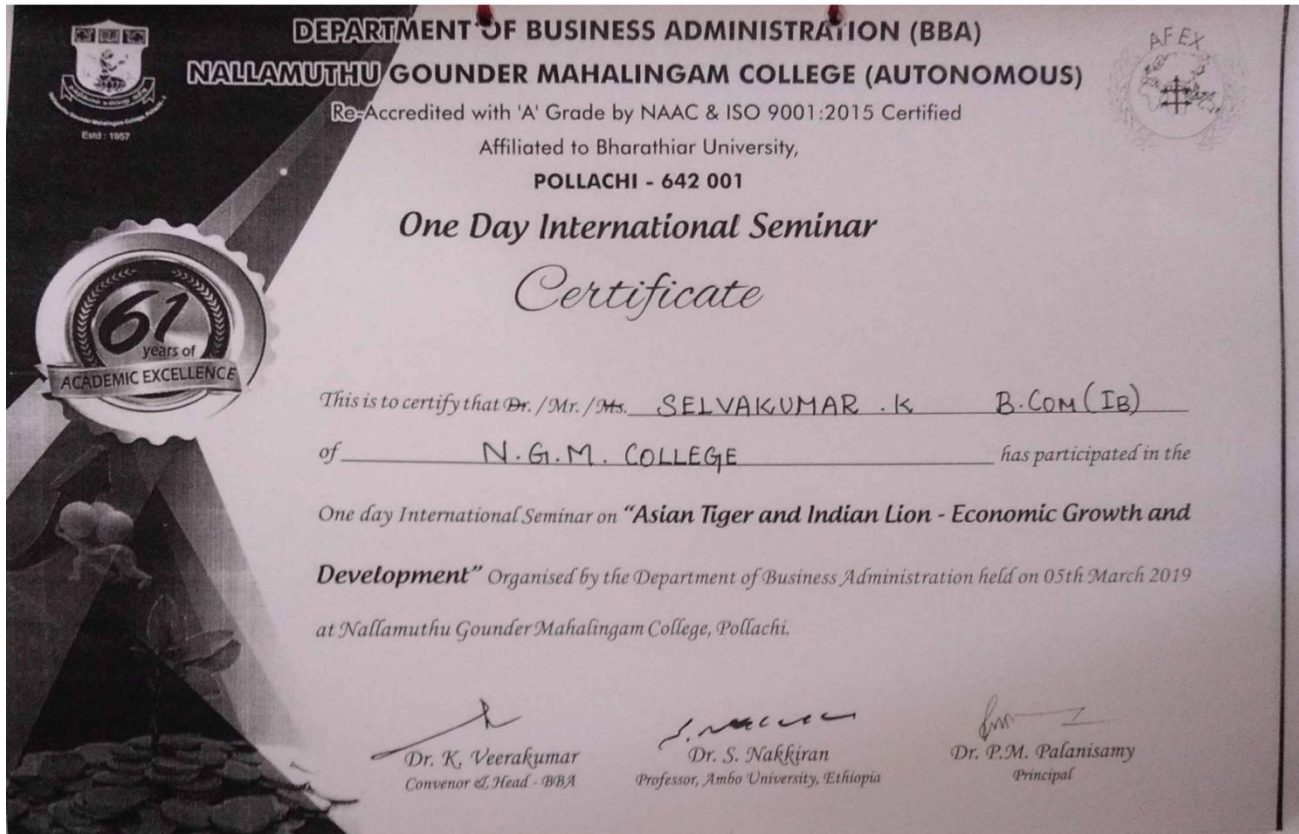 DEPARTMENT OF BUSINESS ADMINISTRATION (BBA)
NALLAMUTHU GOUNDER MAHALINGAM COLLEGE (AUTONOMOUS)
Re-Accredited with 'A' Grade by NAAC & ISO 9001:2015 Certified
Affiliated to Bharathiar University,
POLLACHI - 642 001
Estd : 1957
AFEX
One Day International Seminar
Certificate
61
years of
ACADEMIC EXCELLENCE
This is to certify that Dr. / Mr. / Ms. SELVAKUMAR . K B.COM (IB)
of N.G.M. COLLEGE has participated in the
One day International Seminar on "Asian Tiger and Indian Lion - Economic Growth and
Development" Organised by the Department of Business Administration held on 05th March 2019
at Nallamuthu Gounder Mahalingam College, Pollachi.
Dr. K. Veerakumar
Convenor & Head - BBA
Dr. S. Nakkiran
Professor, Ambo University, Ethiopia
Dr. P.M. Palanisamy
Principal